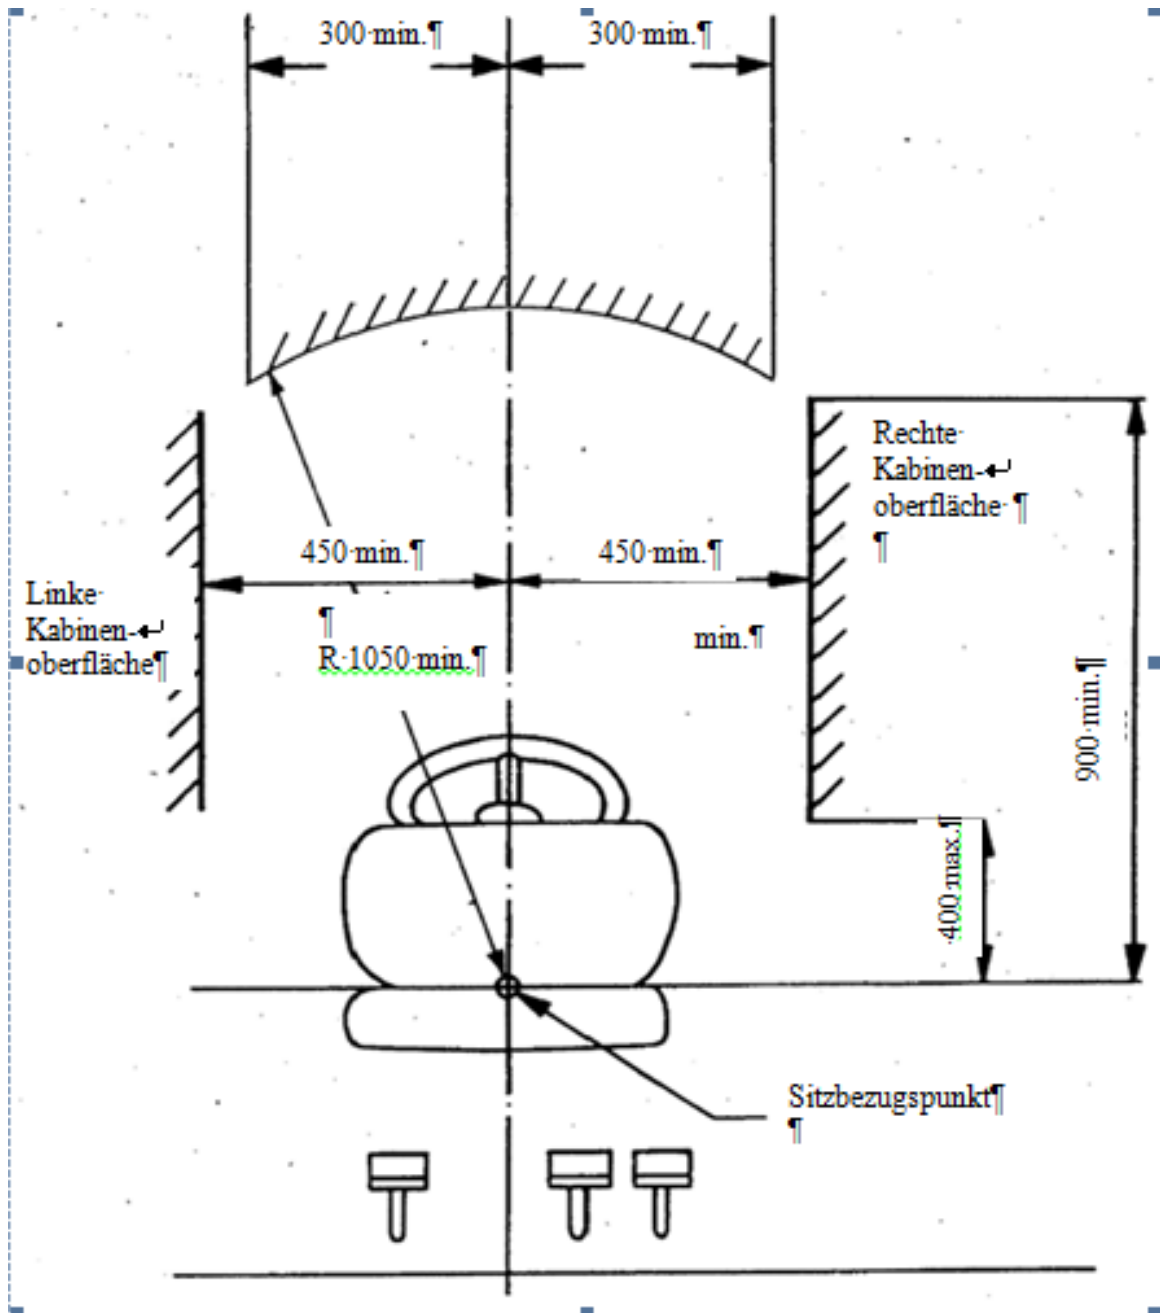 300·min.¶
300·min.¶
Rechte·
Kabinen-↵
oberfläche·¶
¶
450·min.¶
450·min.¶
Linke·
Kabinen-↵
oberfläche¶
¶
R·1050·min.¶
min.¶
900·min.¶
·400·max.¶
Sitzbezugspunkt¶
¶